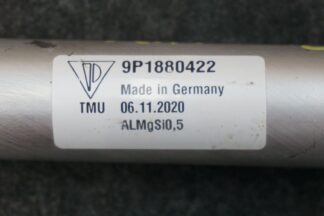 9P1880422
Made in Germany
TMU 06.11.2020
ALMgSI0,5